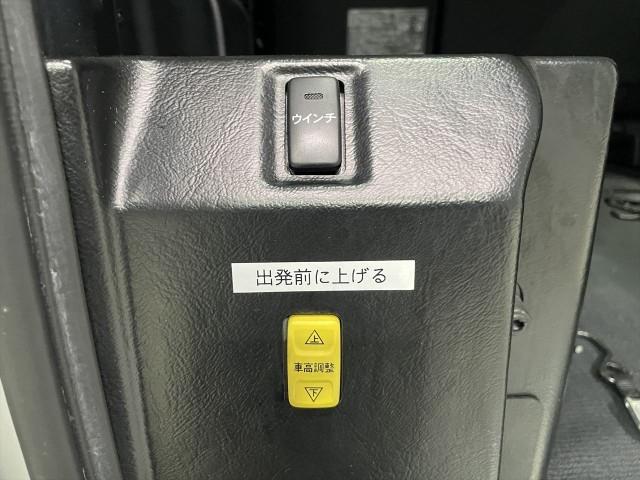 ウインチ
出発前に上げる
上
車高調整
下